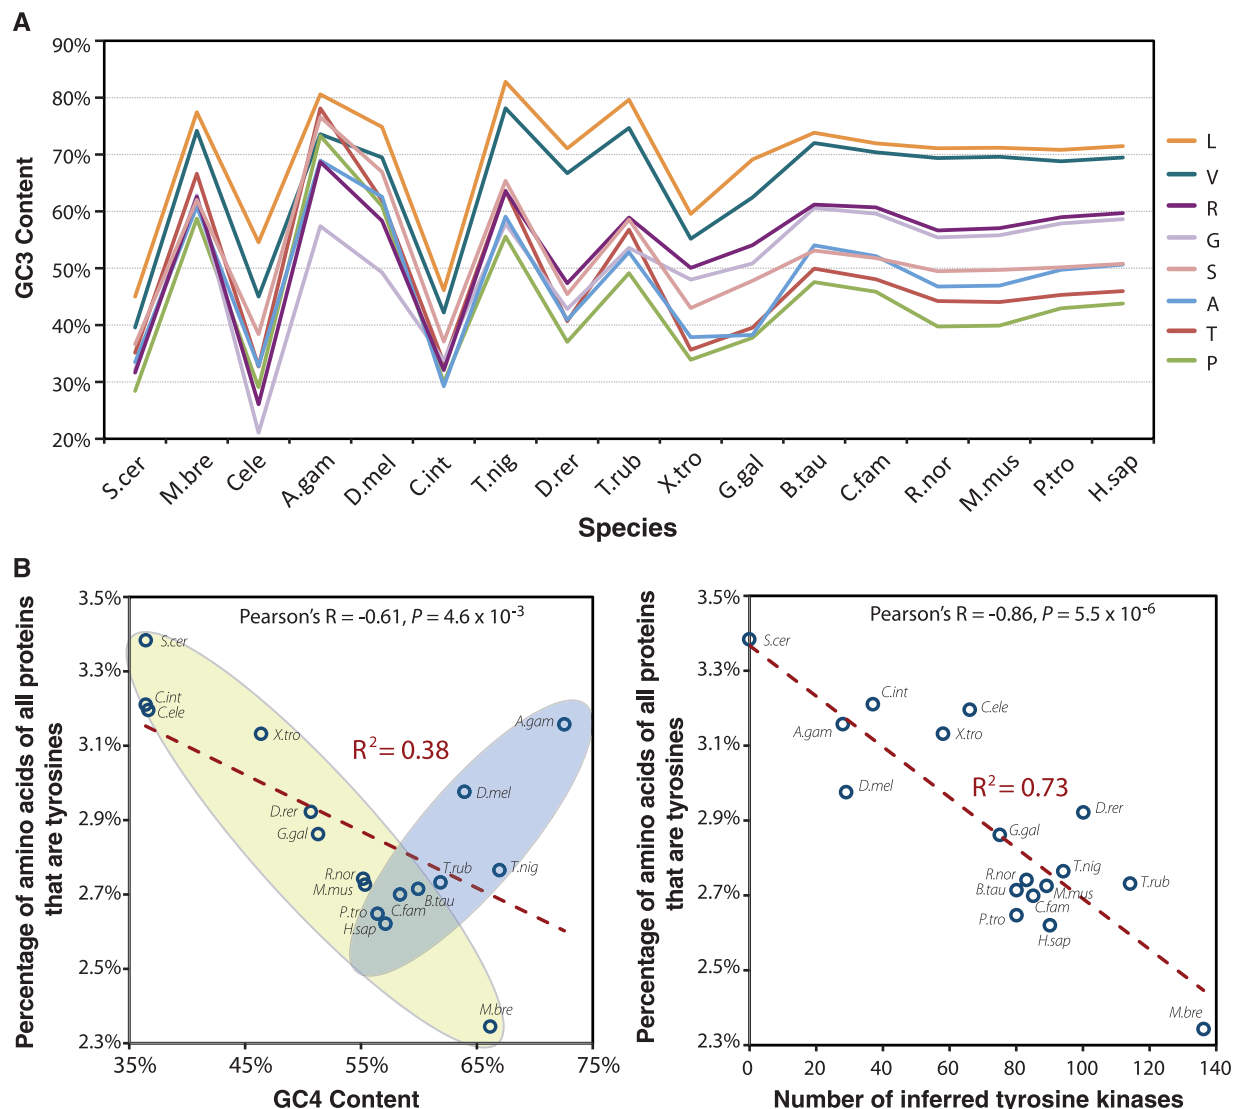 A
90%
80%
70%
60%
50%
40%
30%
20%
GC3 Content
L
V
R
G
S
A
T
P
S.cer
M.bre
Cele
A.gam
D.mel
C.int
T.nig
D.rer
T.rub
X.tro
G.gal
B.tau
C.fam
R.nor
M.mus
P.tro
H.sap
Species
B
Percentage of amino acids of all proteins
that are tyrosines
3.5%
3.3%
3.1%
2.9%
2.7%
2.5%
2.3%
Pearson's R = -0.61, P = 4.6 x 10⁻³
S.cer
C.int
C.ele
X.tro
A.gam
R²= 0.38
D.mel
D.rer
G.gal
T.rub
T.nig
R.nor
M.mus
B.tau
C.fam
P.tro
H.sap
M.bre
35%
45%
55%
65%
75%
GC4 Content
Percentage of amino acids of all proteins
that are tyrosines
3.5%
3.3%
3.1%
2.9%
2.7%
2.5%
2.3%
Pearson's R = -0.86, P = 5.5 x 10⁻⁶
S.cer
C.int
C.ele
A.gam
X.tro
D.mel
R²= 0.73
D.rer
G.gal
T.nig
R.nor
T.rub
B.tau
M.mus
C.fam
P.tro
H.sap
M.bre
0
20
40
60
80
100
120
140
Number of inferred tyrosine kinases